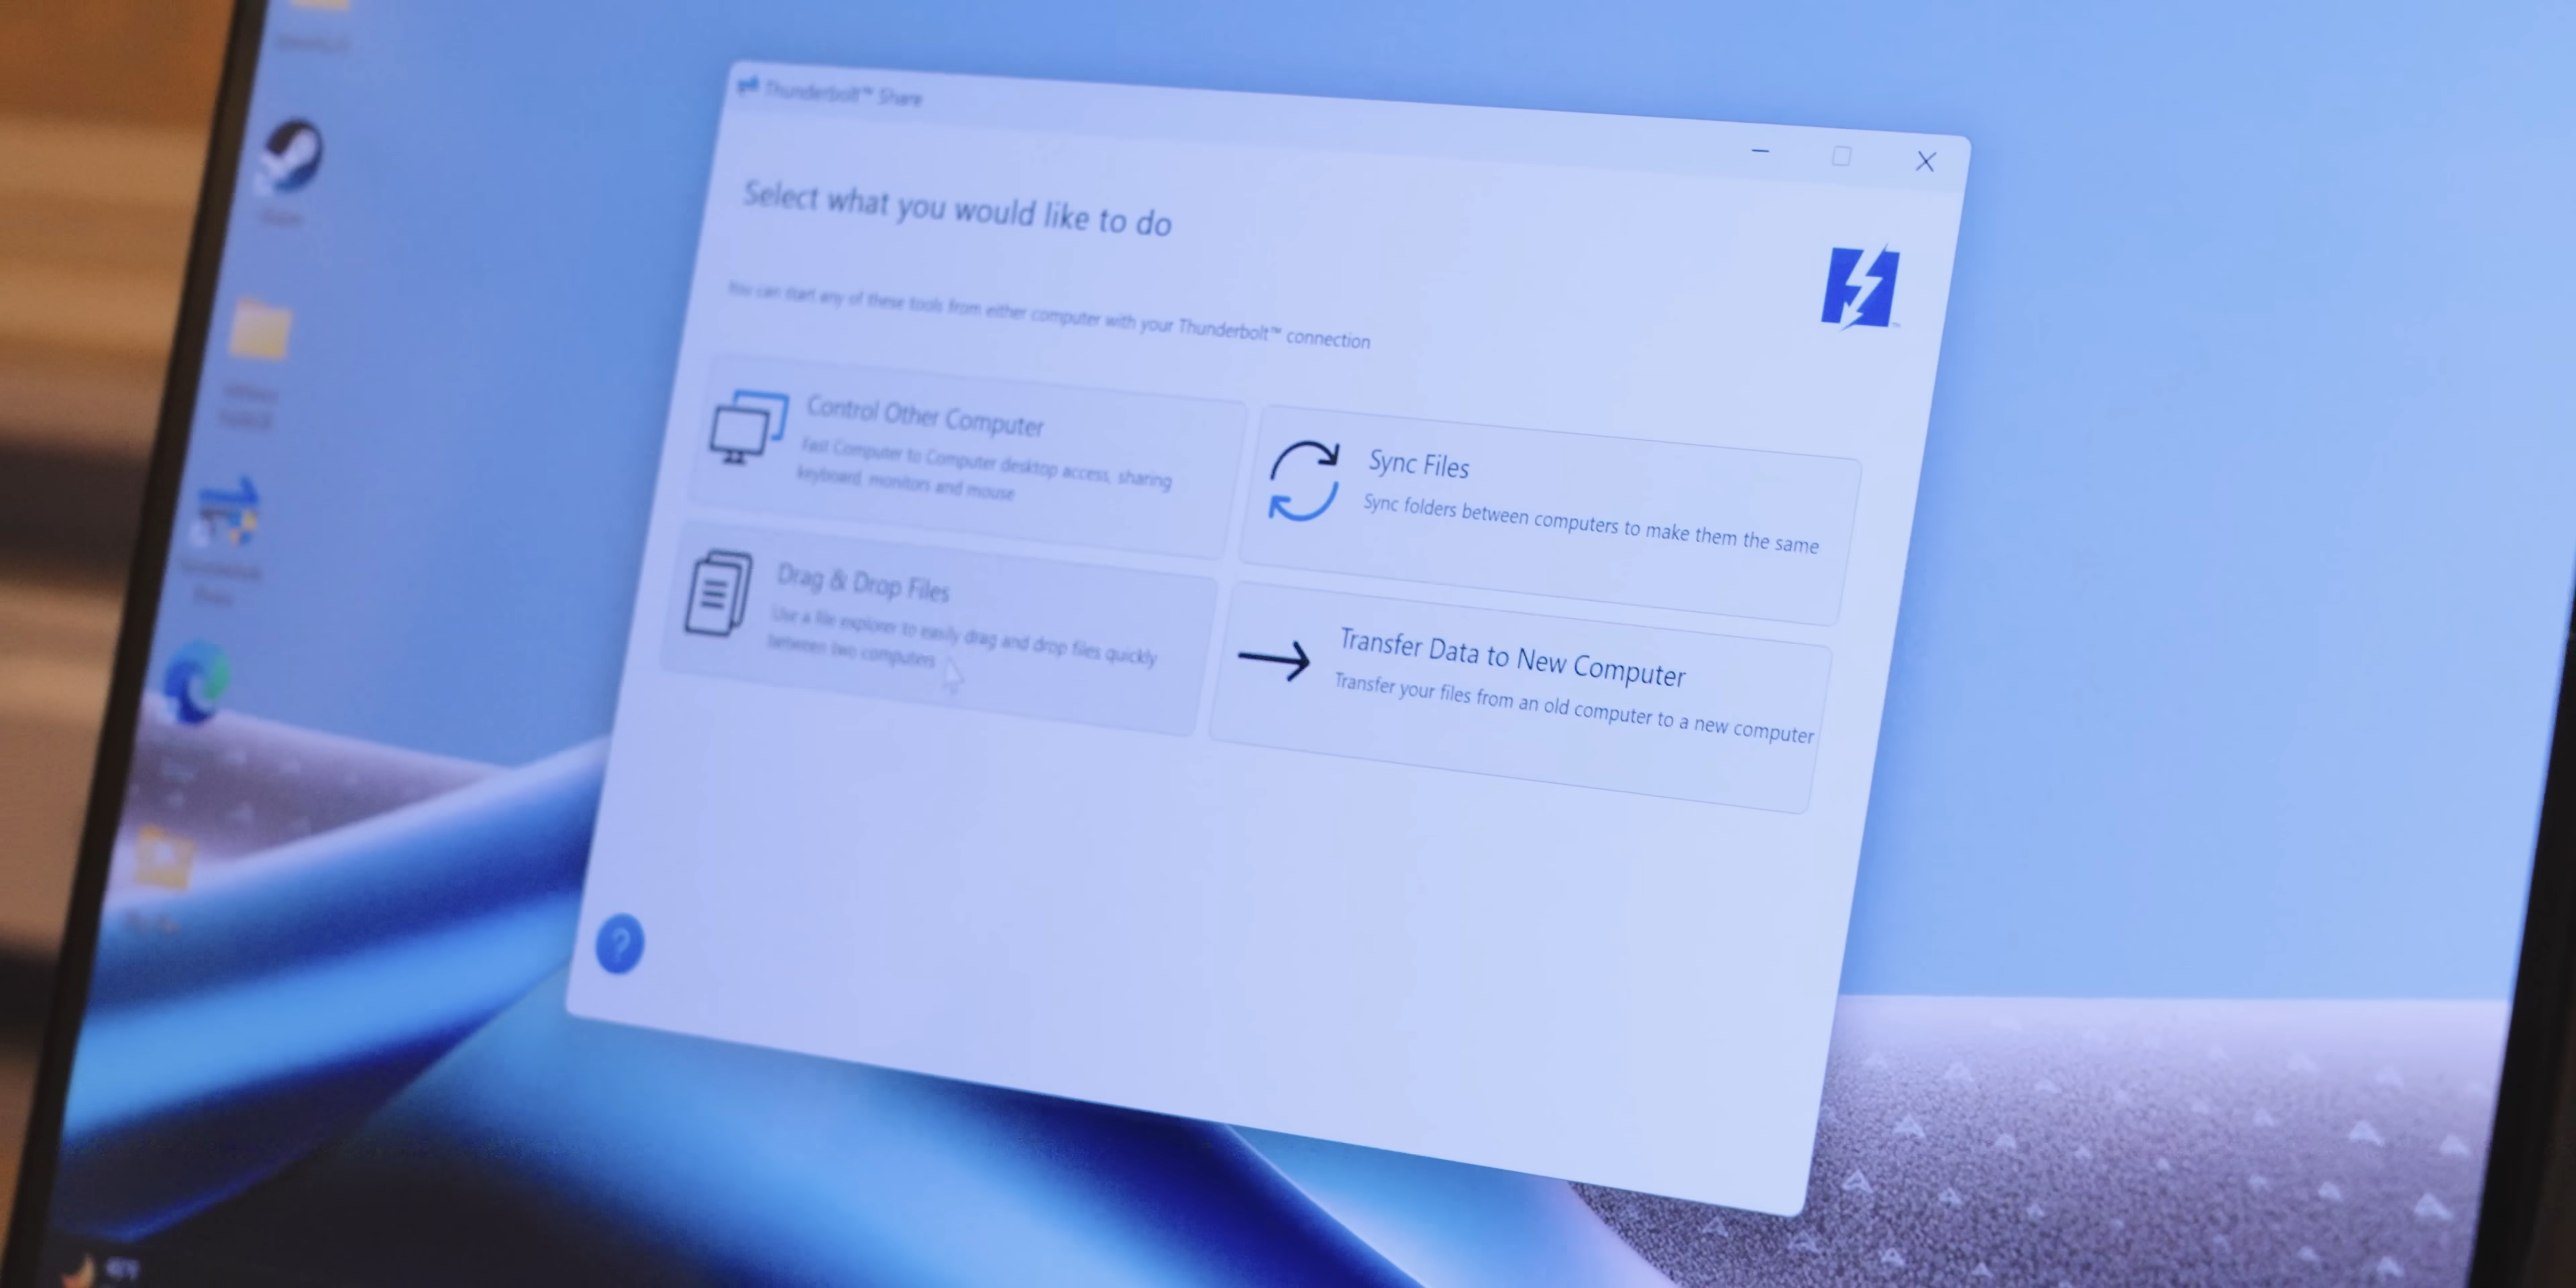 Thunderbolt™ Share
Select what you would like to do
You can start any of these tools from either computer with your Thunderbolt™ connection
Control Other Computer
Fast Computer to Computer desktop access, sharing
keyboard, monitors and mouse
Sync Files
Sync folders between computers to make them the same
Drag & Drop Files
Use a file explorer to easily drag and drop files quickly
between two computers
Transfer Data to New Computer
Transfer your files from an old computer to a new computer
?